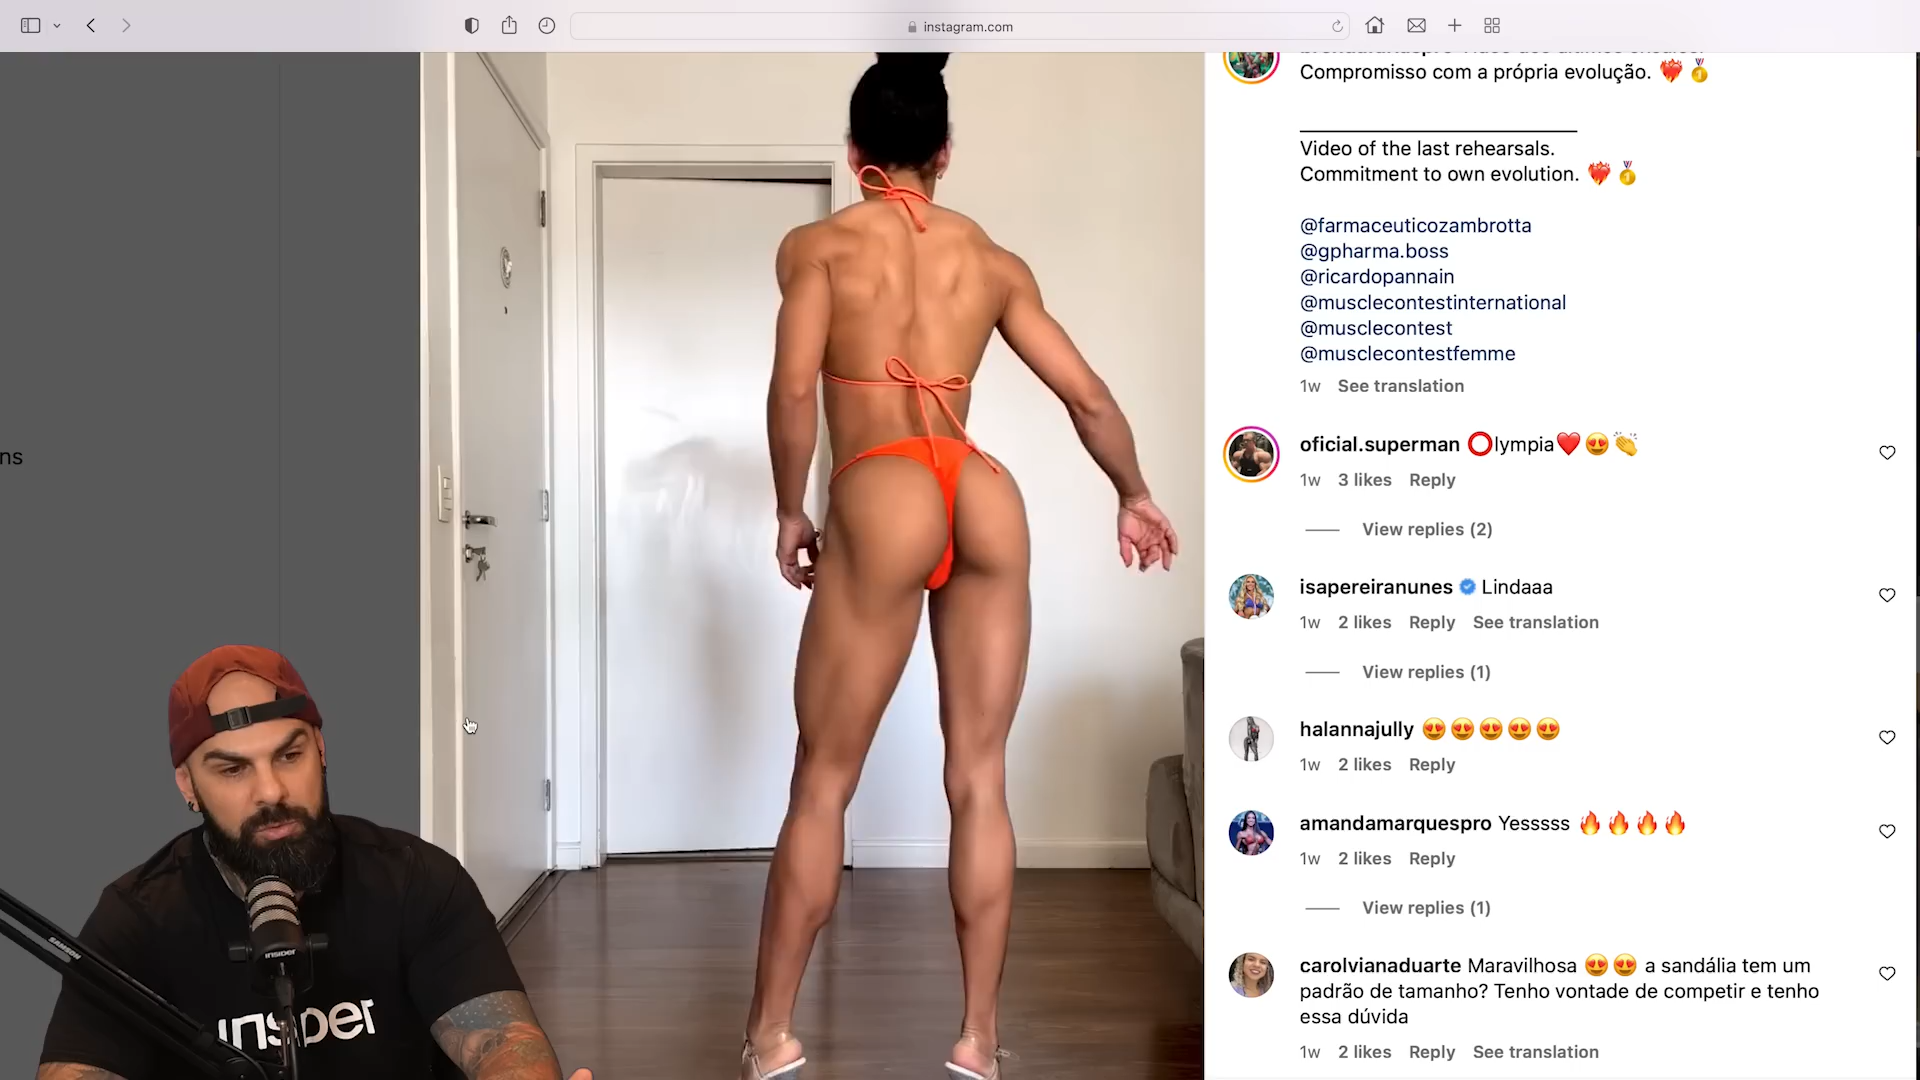 instagram.com
Compromisso com a própria evolução. ❤️‍🔥🏅
Video of the last rehearsals.
Commitment to own evolution. ❤️‍🔥🏅
@farmaceuticozambrotta
@gpharma.boss
@ricardopannain
@musclecontestinternational
@musclecontest
@musclecontestfemme
1w See translation
oficial.superman ⭕lympia❤️😍👏
1w 3 likes Reply
View replies (2)
isapereiranunes Lindaaa
1w 2 likes Reply See translation
View replies (1)
halannajully 😍😍😍😍😍
1w 2 likes Reply
amandamarquespro Yesssss 🔥🔥🔥🔥
1w 2 likes Reply
View replies (1)
carolvianaduarte Maravilhosa 😍😍 a sandália tem um
padrão de tamanho? Tenho vontade de competir e tenho
essa dúvida
1w 2 likes Reply See translation
ns
SAMSON
INSIDER
INSIDER